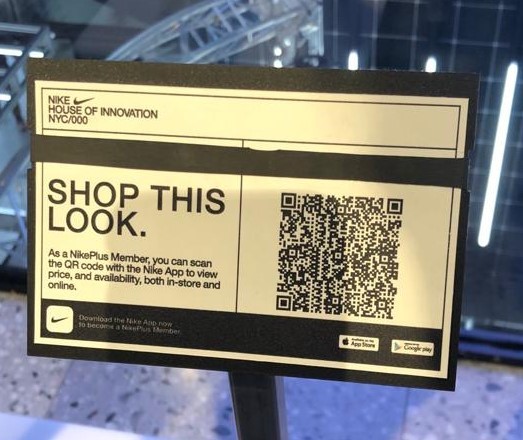 NIKE
HOUSE OF INNOVATION
NYC/000
SHOP THIS
LOOK.
As a NikePlus Member, you can scan
the QR code with the Nike App to view
price, and availability, both in-store and
online.
Download the Nike App now
to become a NikePlus Member.
App Store
Google play